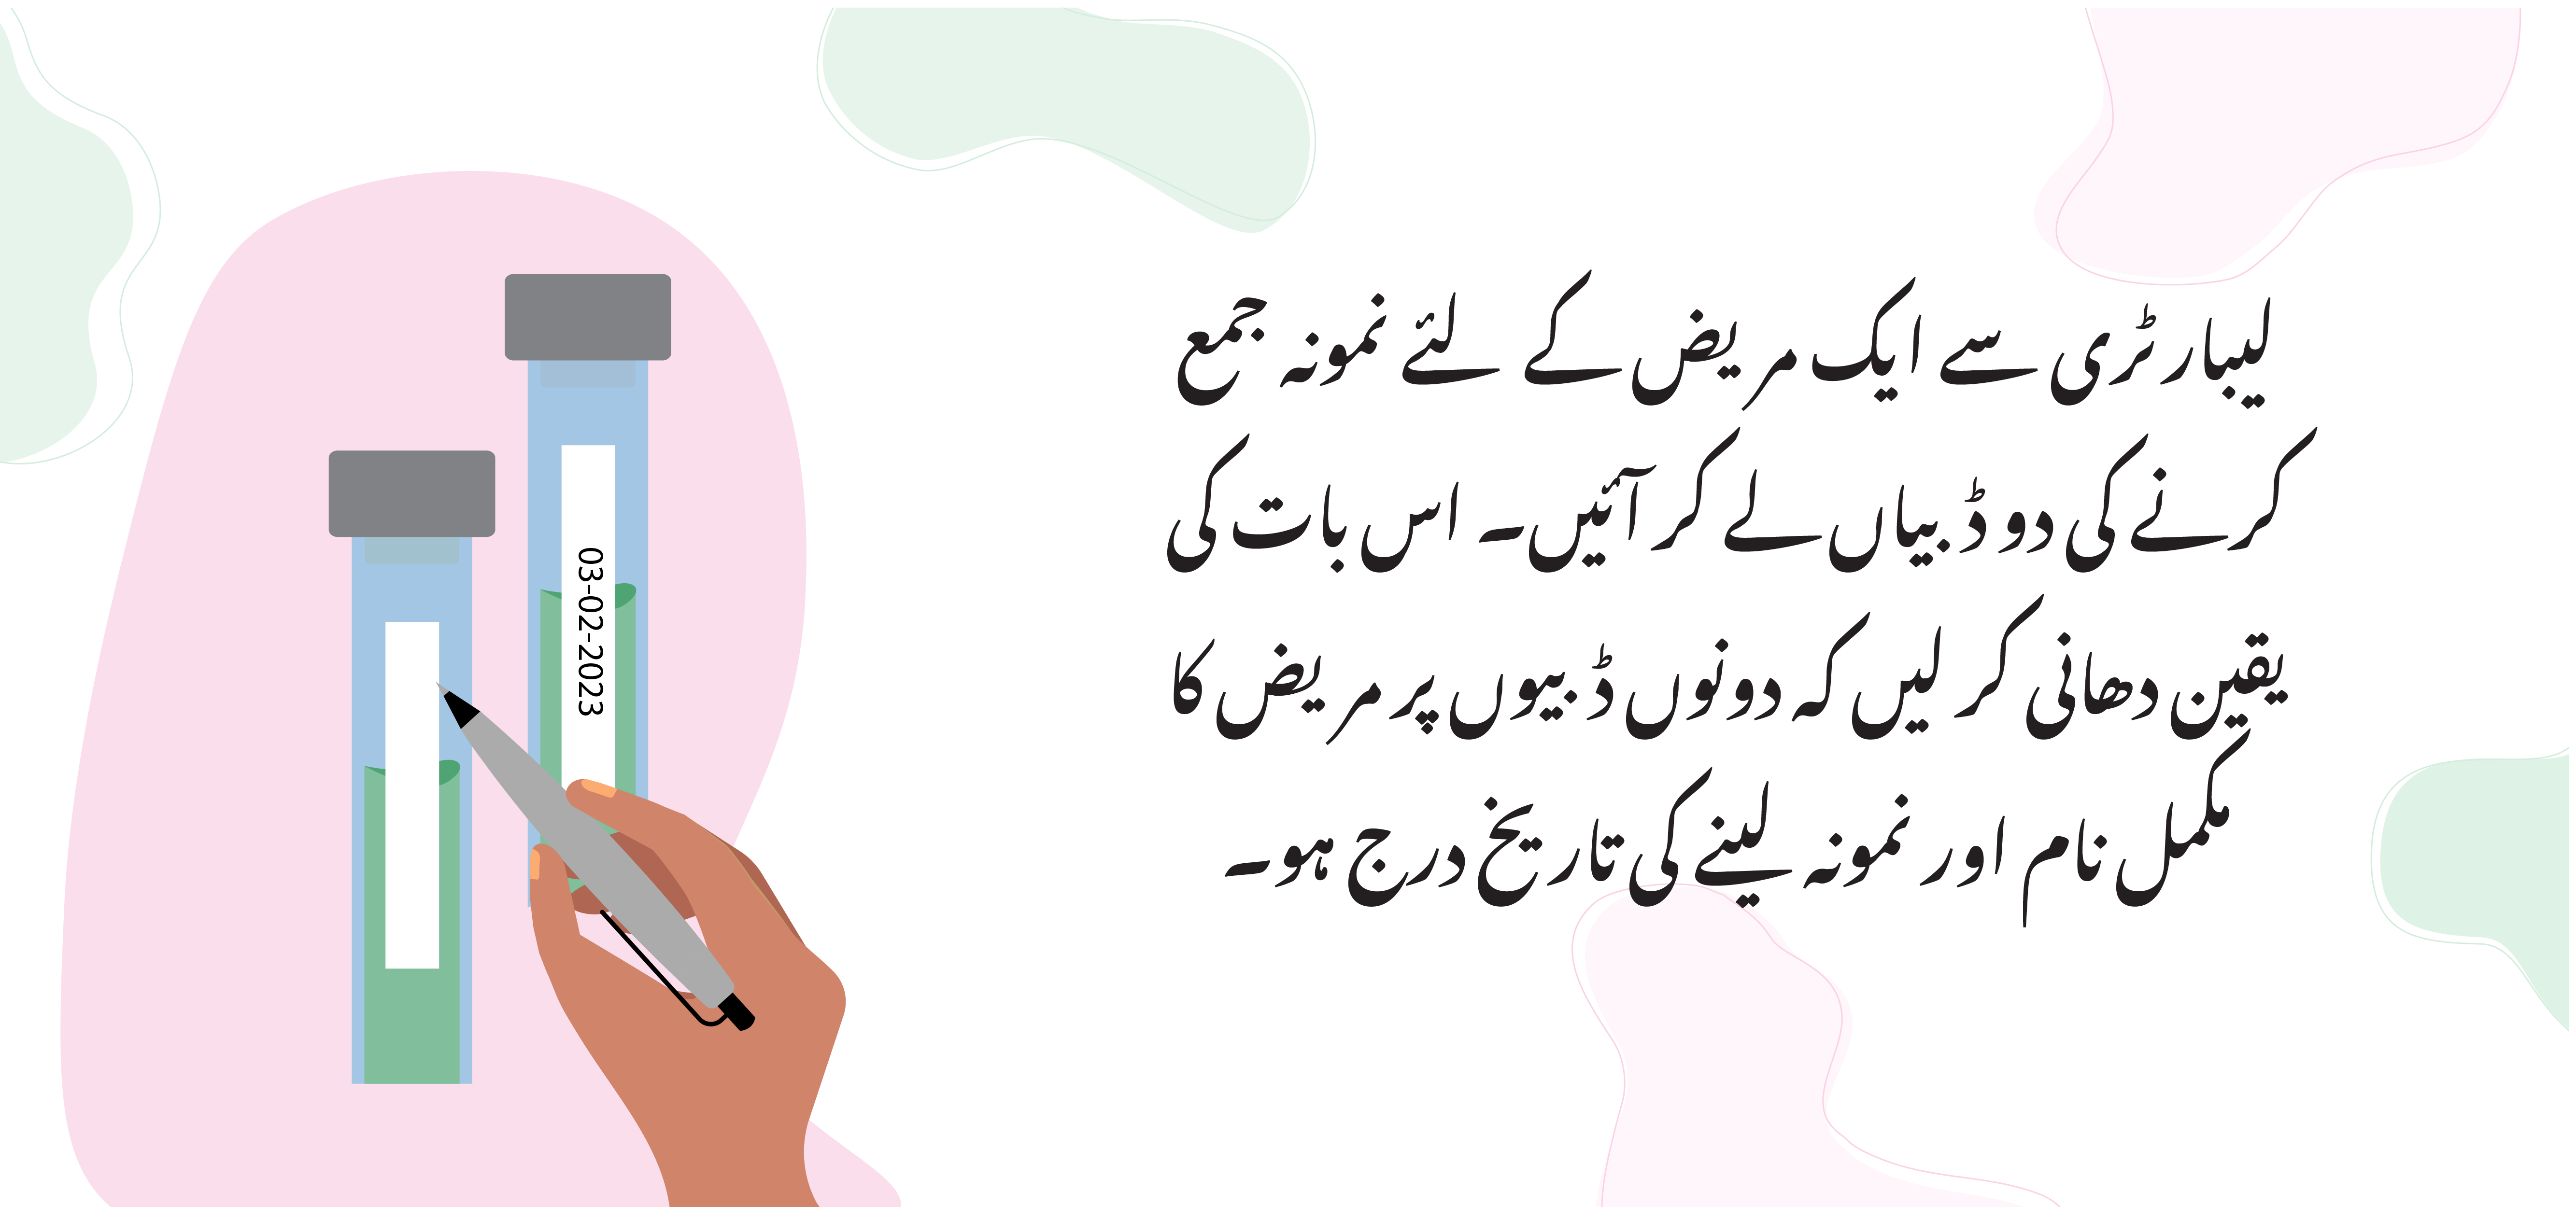 لیبارٹری سے ایک مریض کے لئے نمونہ جمع
کرنے کی دو ڈبیاں لے کر آئیں۔ اس بات کی
یقین دھانی کر لیں کہ دونوں ڈبیوں پر مریض کا
مکمل نام اور نمونہ لینے کی تاریخ درج ہو۔
03-02-2023